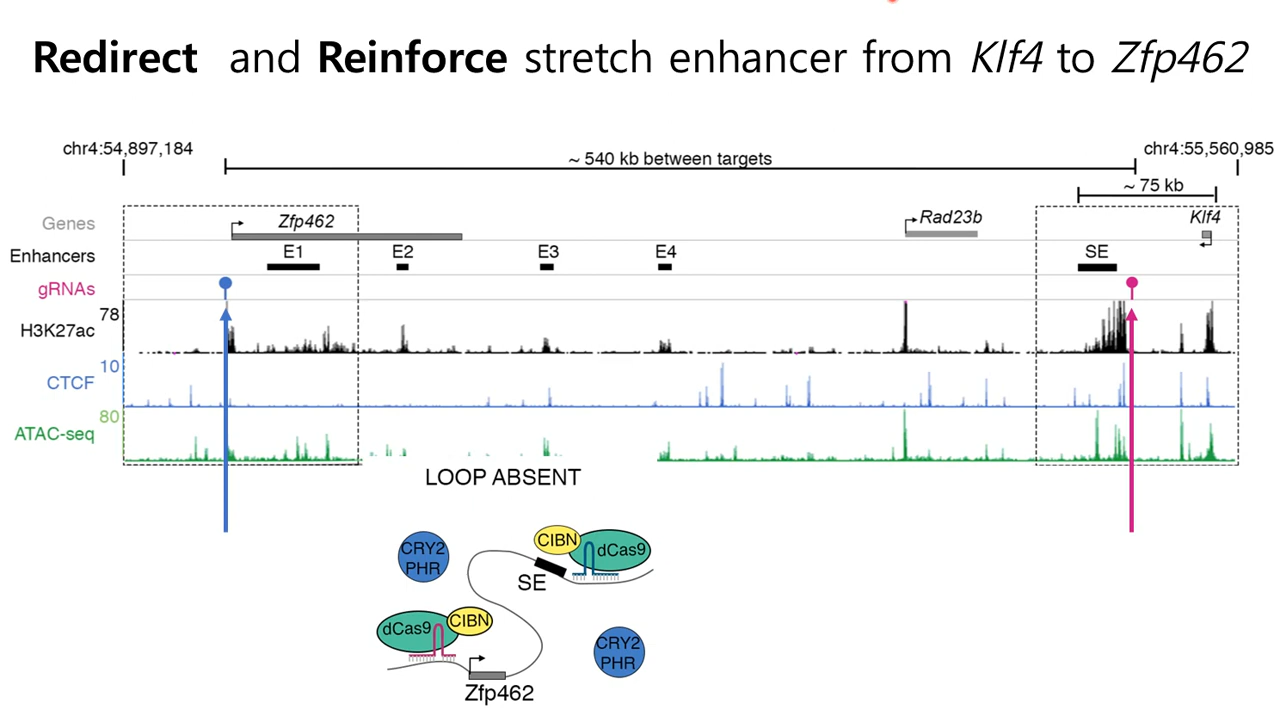 Redirect and Reinforce stretch enhancer from Klf4 to Zfp462
chr4:54,897,184
chr4:55,560,985
~ 540 kb between targets
~ 75 kb
Genes
Zfp462
Rad23b
Klf4
Enhancers
E1
E2
E3
E4
SE
gRNAs
78
H3K27ac
10
CTCF
80
ATAC-seq
LOOP ABSENT
CRY2
PHR
CIBN
dCas9
SE
dCas9
CIBN
CRY2
PHR
Zfp462